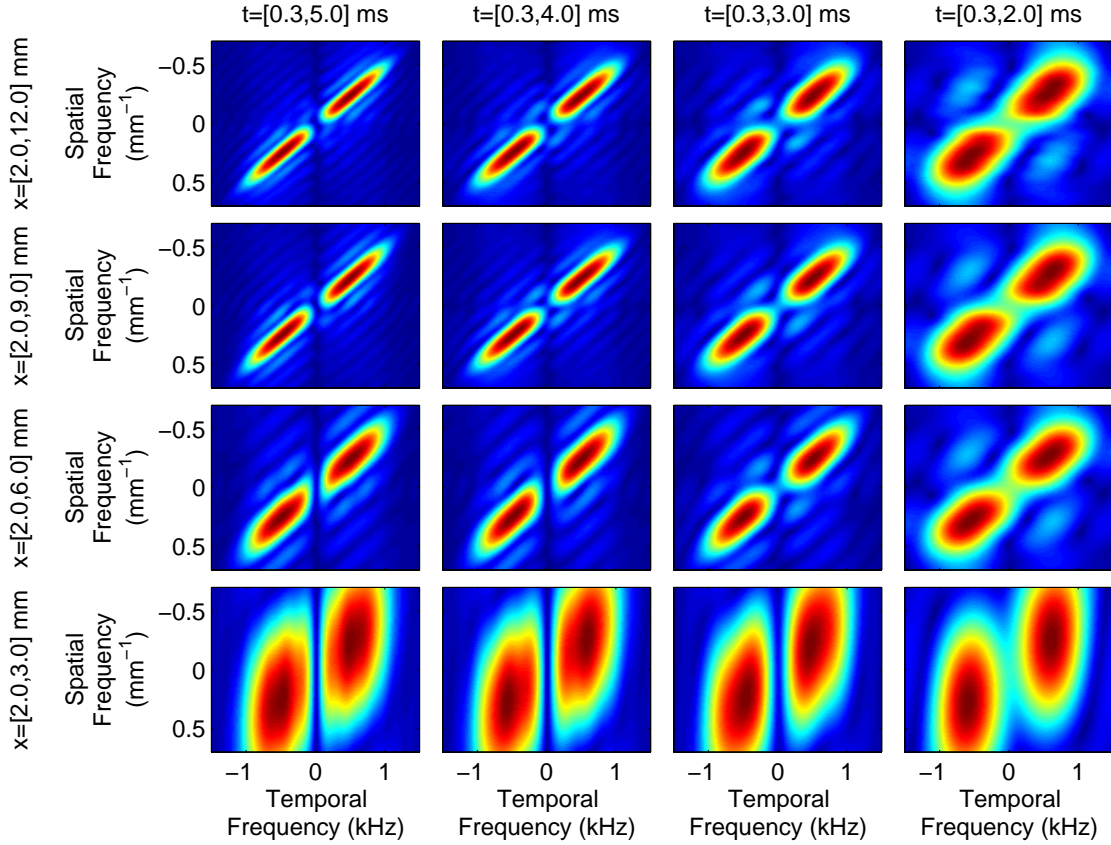 t=[0.3,5.0] ms
t=[0.3,4.0] ms
t=[0.3,3.0] ms
t=[0.3,2.0] ms
x=[2.0,12.0] mm
Spatial
Frequency
(mm⁻¹)
−0.5
0
0.5
x=[2.0,9.0] mm
Spatial
Frequency
(mm⁻¹)
−0.5
0
0.5
x=[2.0,6.0] mm
Spatial
Frequency
(mm⁻¹)
−0.5
0
0.5
x=[2.0,3.0] mm
Spatial
Frequency
(mm⁻¹)
−0.5
0
0.5
−1 0 1
Temporal
Frequency (kHz)
−1 0 1
Temporal
Frequency (kHz)
−1 0 1
Temporal
Frequency (kHz)
−1 0 1
Temporal
Frequency (kHz)